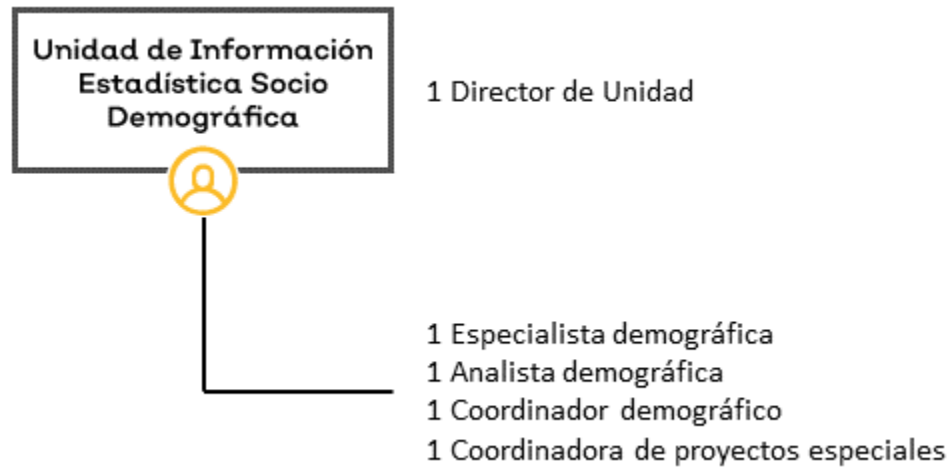 Unidad de Información
Estadística Socio
Demográfica
1 Director de Unidad
1 Especialista demográfica
1 Analista demográfica
1 Coordinador demográfico
1 Coordinadora de proyectos especiales